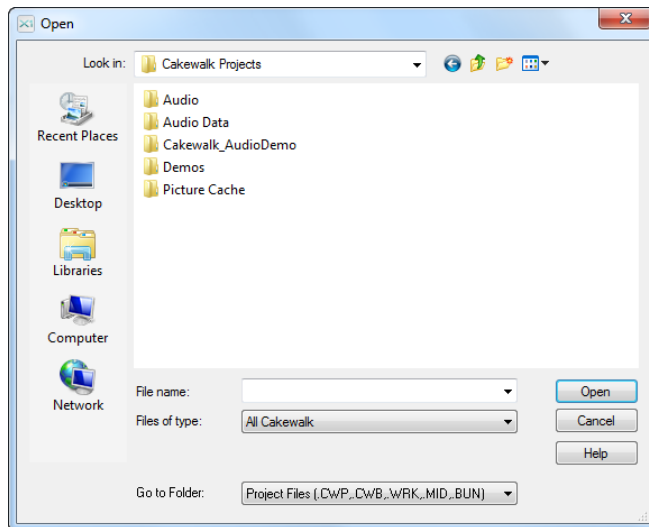 Open
Look in: Cakewalk Projects
Recent Places
Desktop
Libraries
Computer
Network
Audio
Audio Data
Cakewalk_AudioDemo
Demos
Picture Cache
File name:
Open
Files of type: All Cakewalk
Cancel
Help
Go to Folder: Project Files (.CWP,.CWB,.WRK,.MID,.BUN)